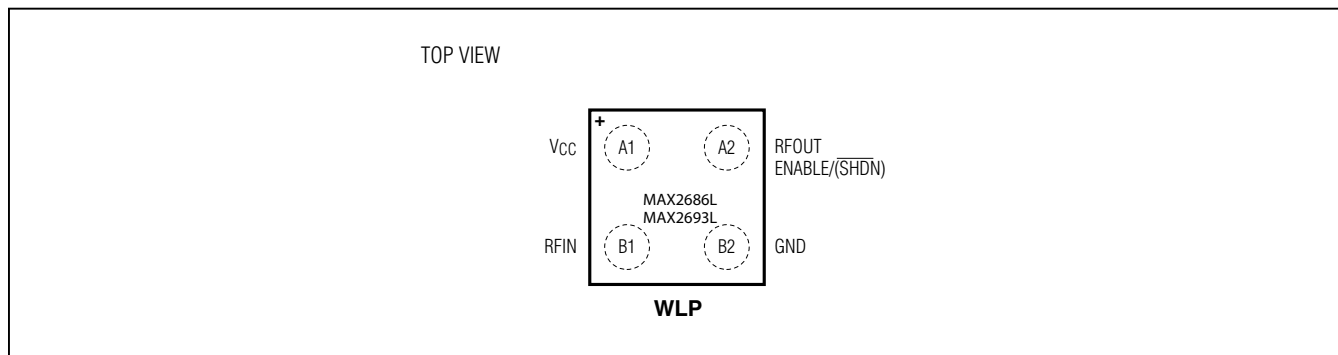 TOP VIEW
+
VCC
A1
A2
RFOUT
ENABLE/(SHDN)
MAX2686L
MAX2693L
RFIN
B1
B2
GND
WLP